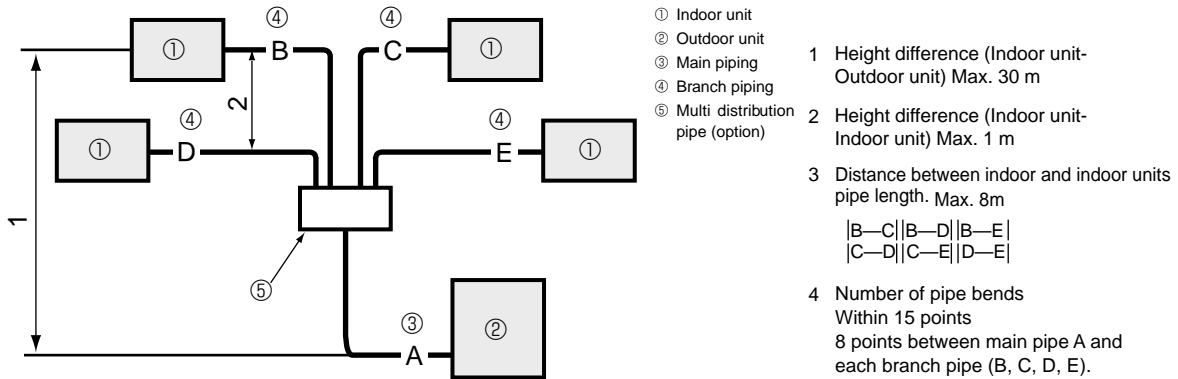 ④
④
①
B
C
①
2
④
④
①
D
E
①
1
⑤
③
A
②
① Indoor unit
② Outdoor unit
③ Main piping
④ Branch piping
⑤ Multi distribution
pipe (option)
1 Height difference (Indoor unit-
Outdoor unit) Max. 30 m
2 Height difference (Indoor unit-
Indoor unit) Max. 1 m
3 Distance between indoor and indoor units
pipe length. Max. 8m
|B—C||B—D||B—E|
|C—D||C—E||D—E|
4 Number of pipe bends
Within 15 points
8 points between main pipe A and
each branch pipe (B, C, D, E).